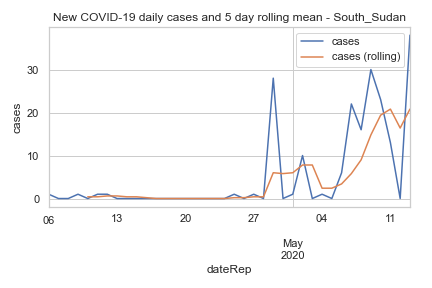 New COVID-19 daily cases and 5 day rolling mean - South_Sudan
cases
cases (rolling)
cases
30
20
10
0
06
13
20
27
04
11
May
2020
dateRep